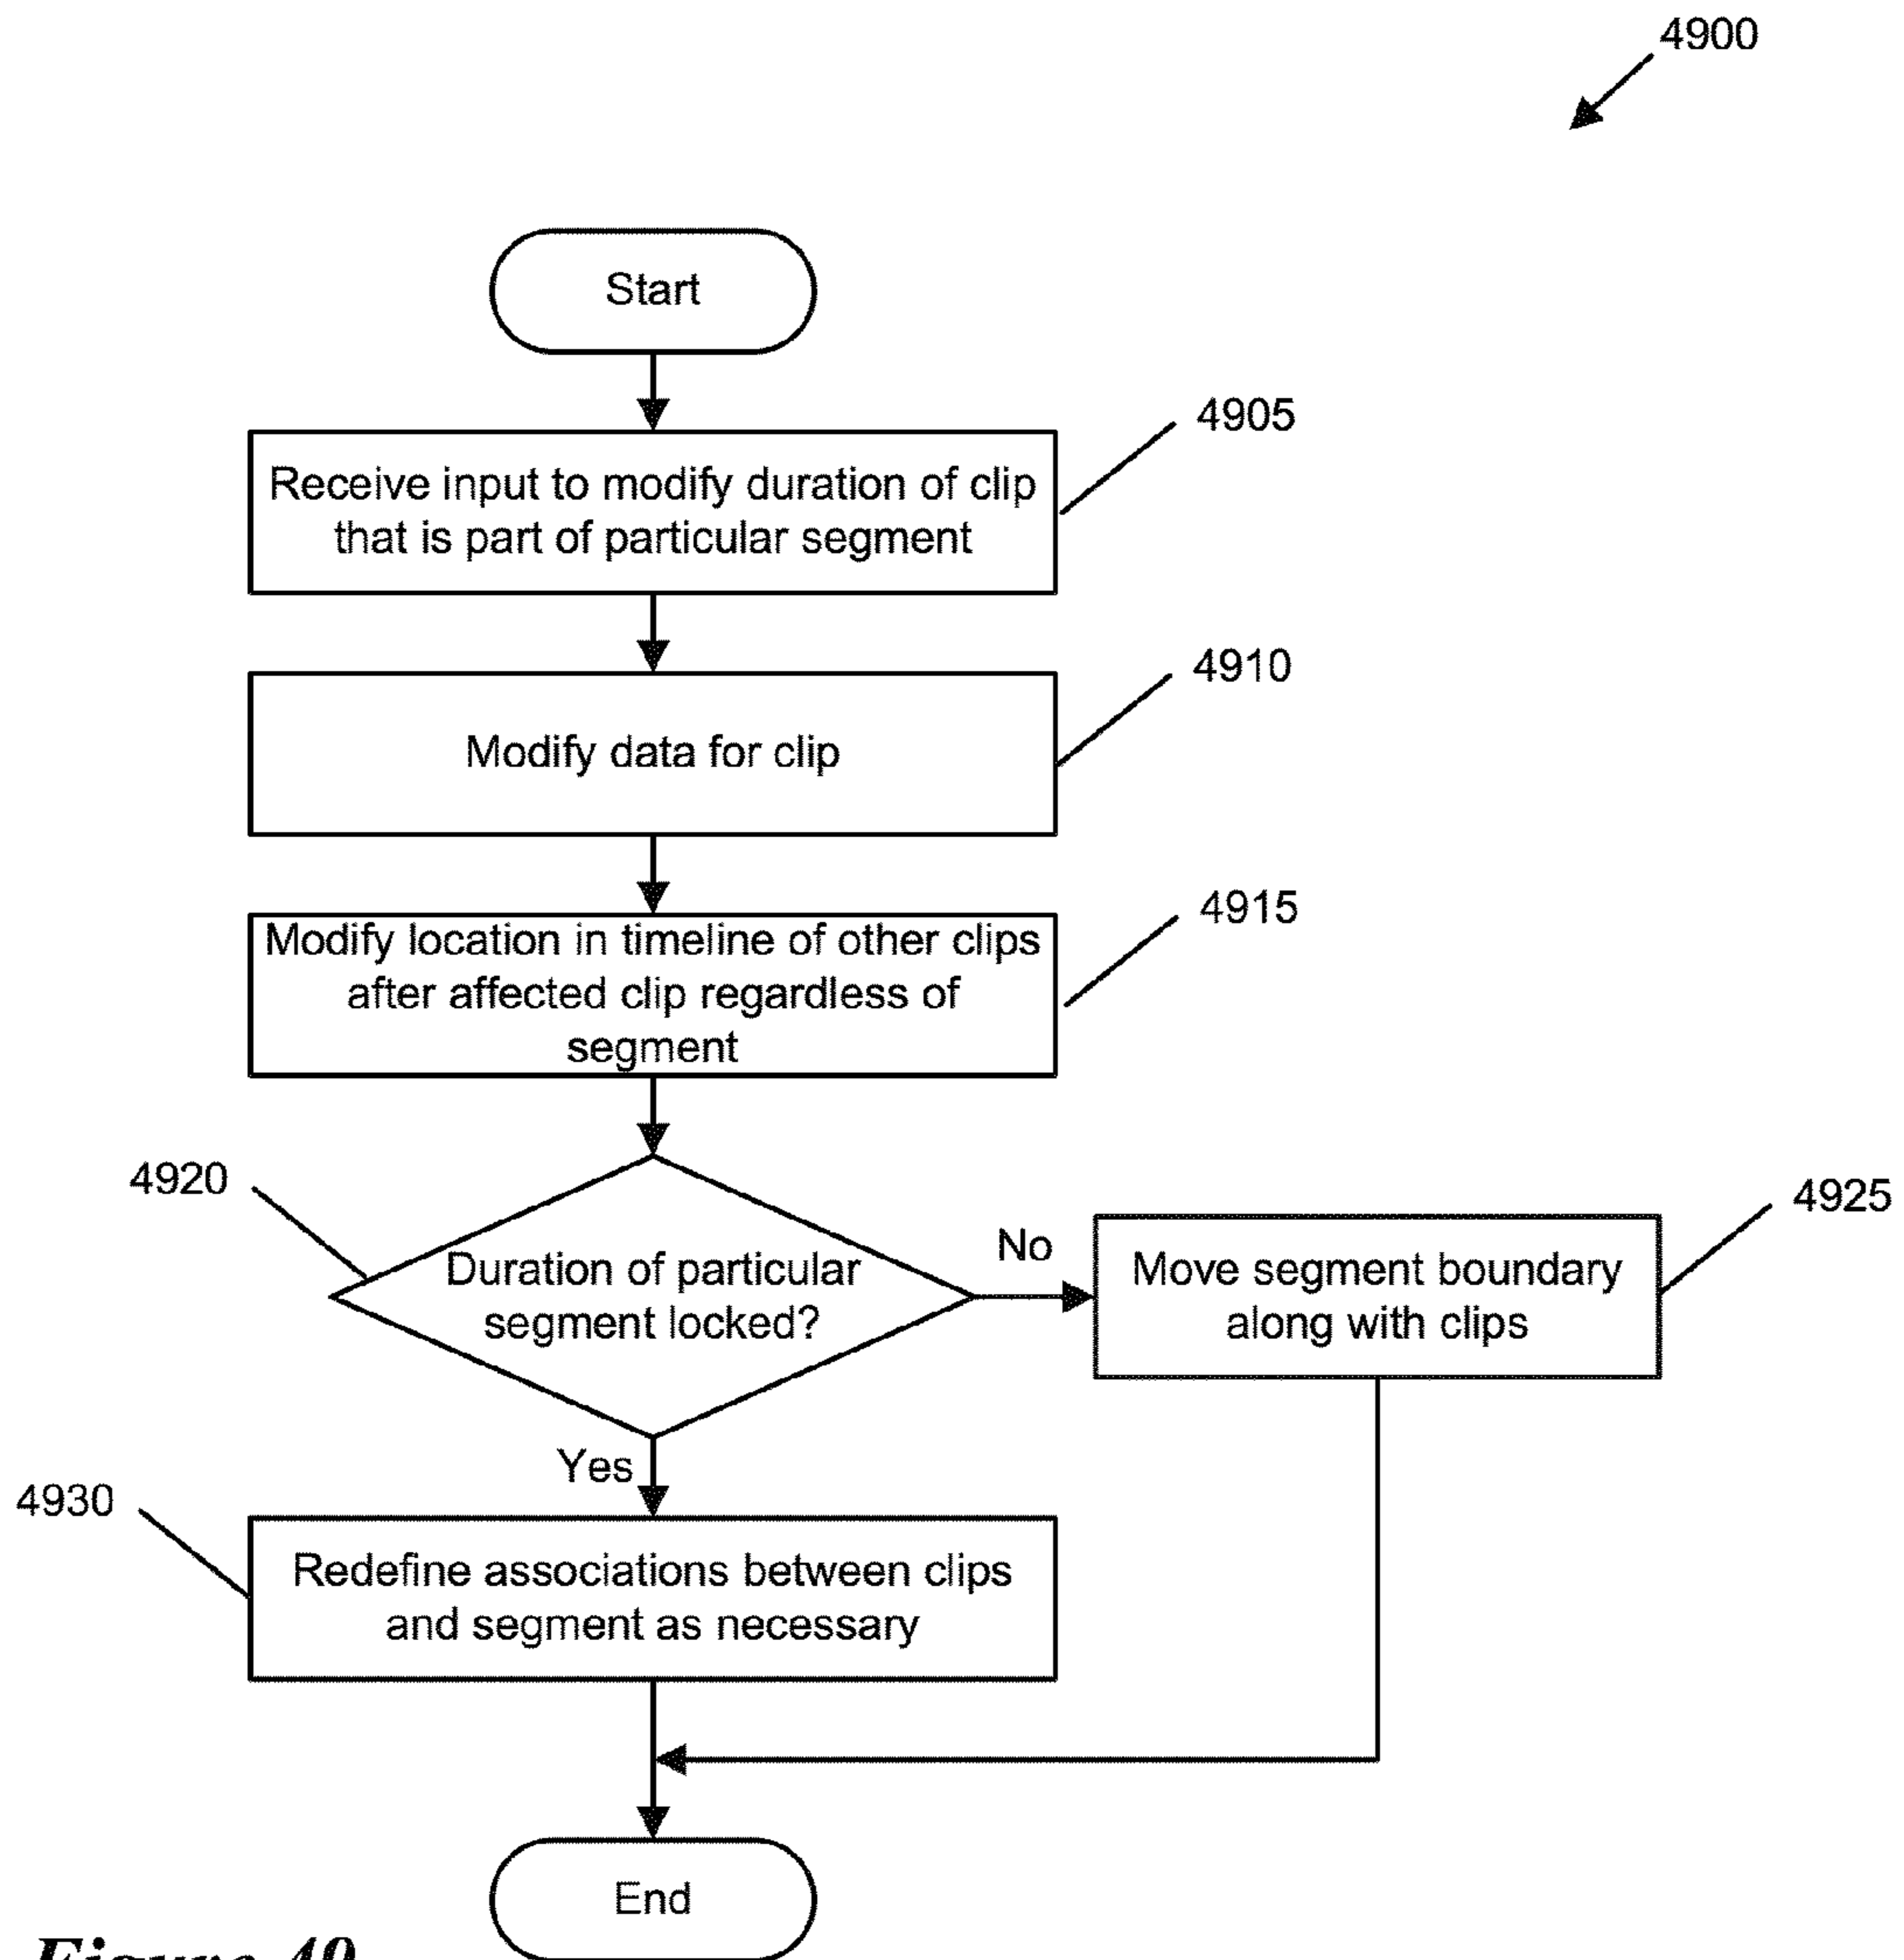 4900
Start
4905
Receive input to modify duration of clip
that is part of particular segment
4910
Modify data for clip
4915
Modify location in timeline of other clips
after affected clip regardless of
segment
4920
Duration of particular
segment locked?
No
4925
Move segment boundary
along with clips
Yes
4930
Redefine associations between clips
and segment as necessary
End
Figure 49